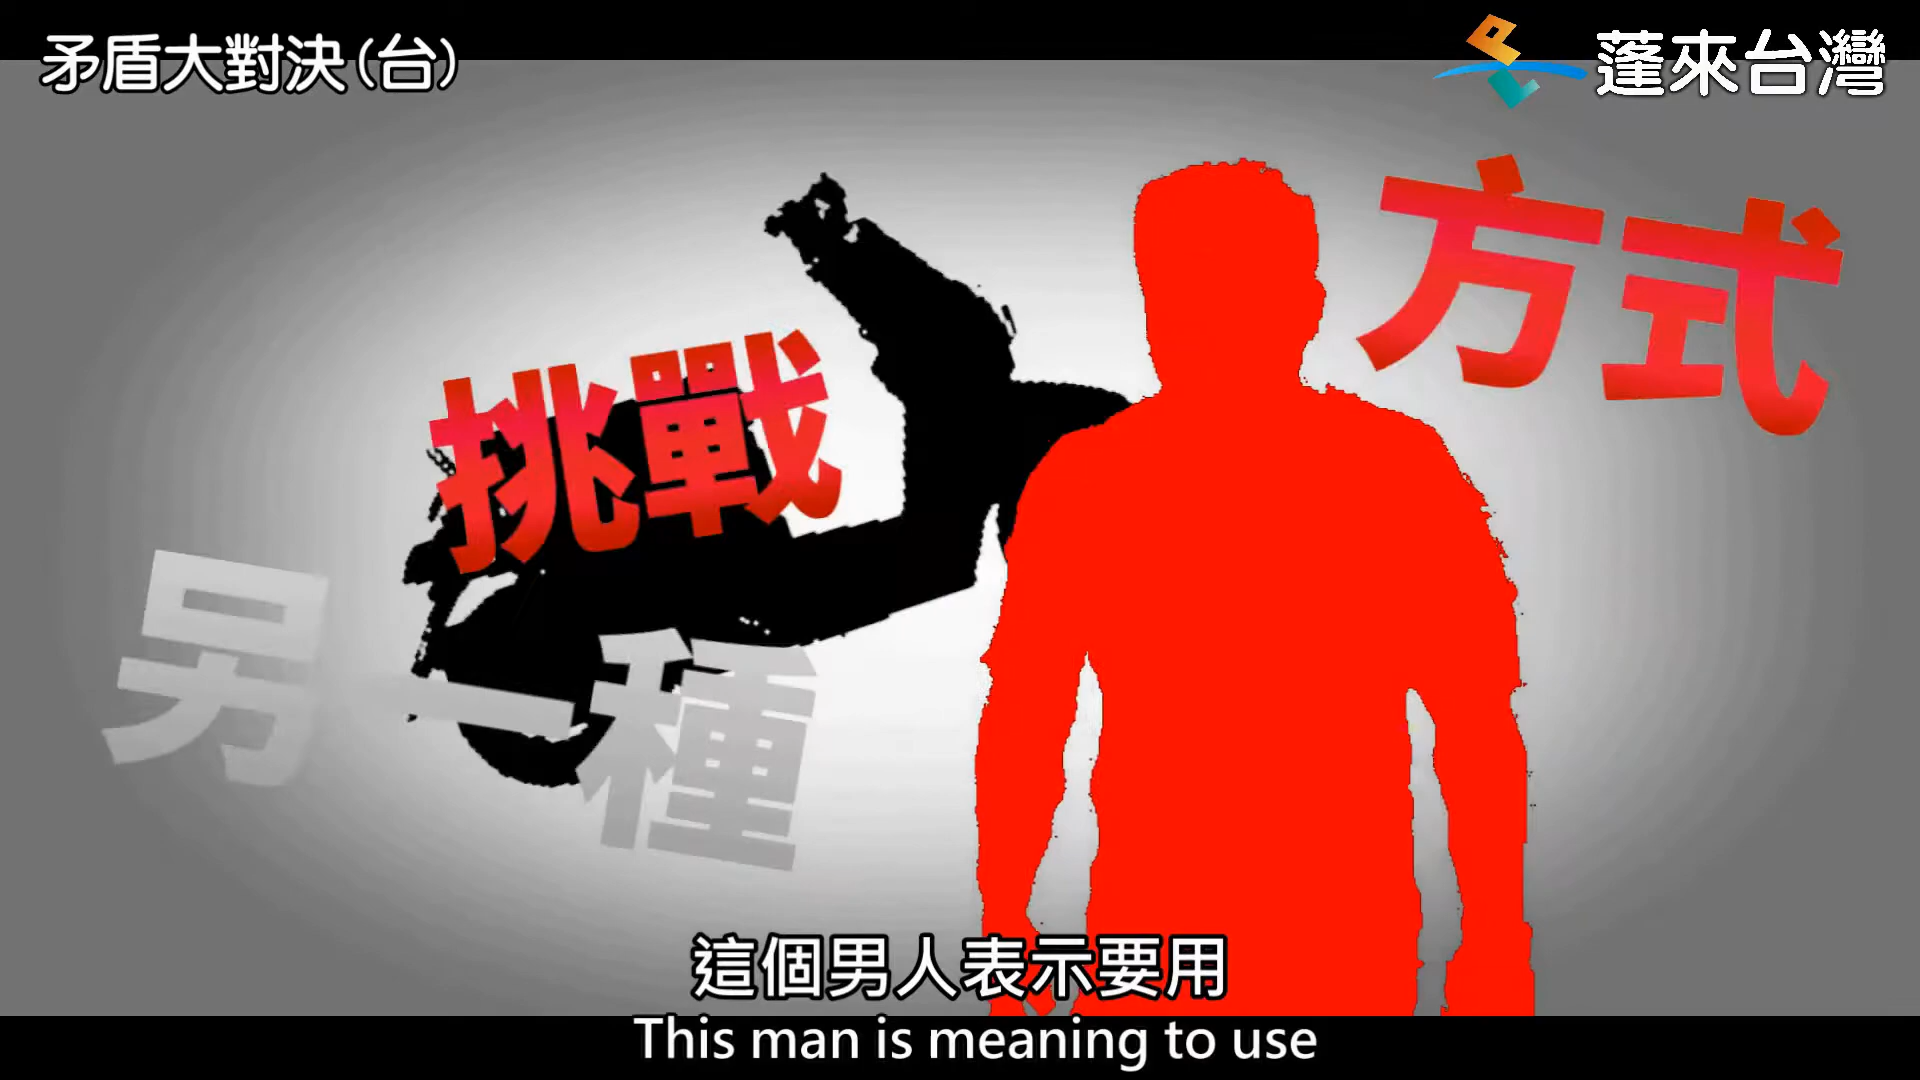 矛盾大對決(台)
蓬來台灣
方式
挑戰
另一種
這個男人表示要用
This man is meaning to use